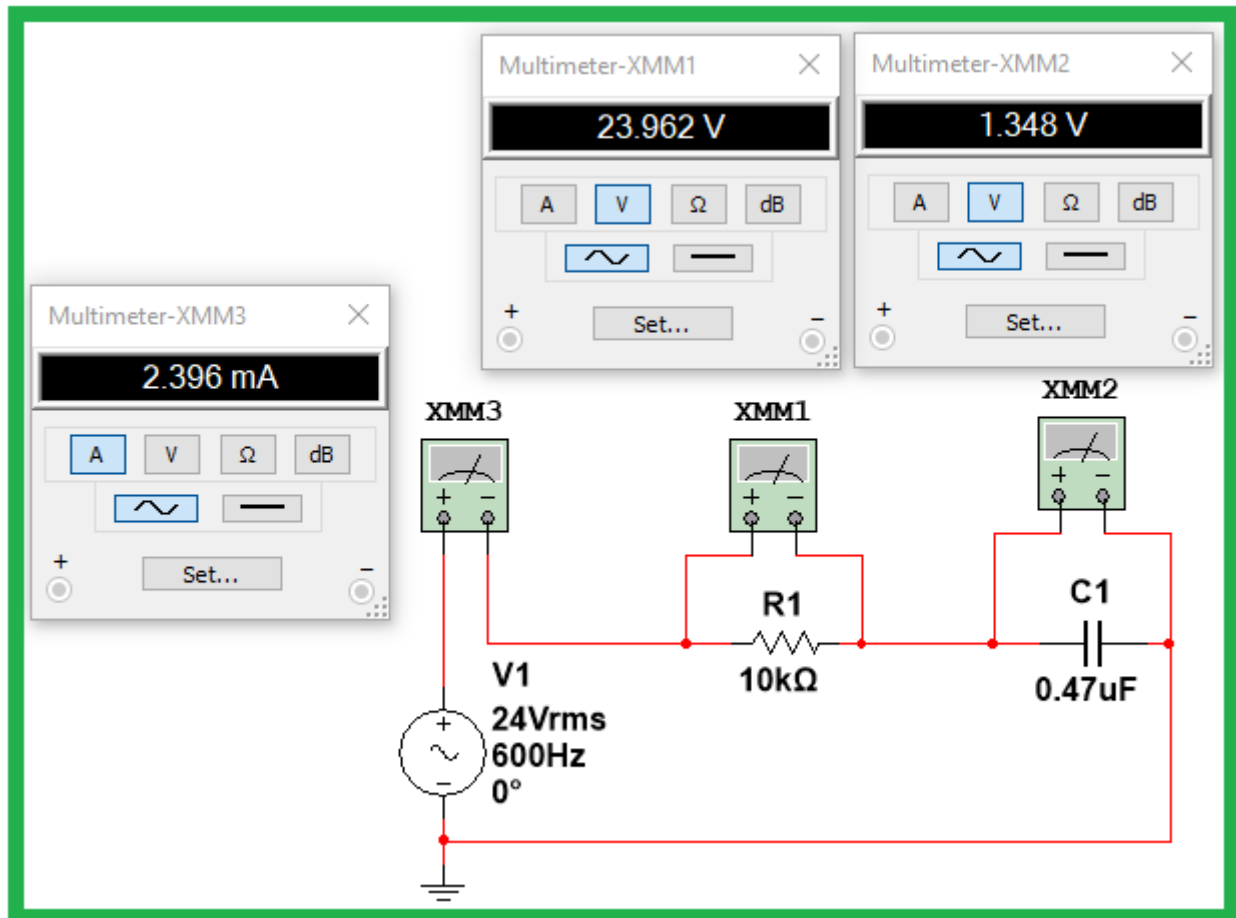 Multimeter-XMM1
23.962 V
A V Ω dB
+ Set... −
Multimeter-XMM2
1.348 V
A V Ω dB
+ Set... −
Multimeter-XMM3
2.396 mA
A V Ω dB
+ Set... −
XMM3
+ −
XMM1
+ −
XMM2
+ −
R1
10kΩ
C1
0.47uF
V1
24Vrms
600Hz
0°
+
−